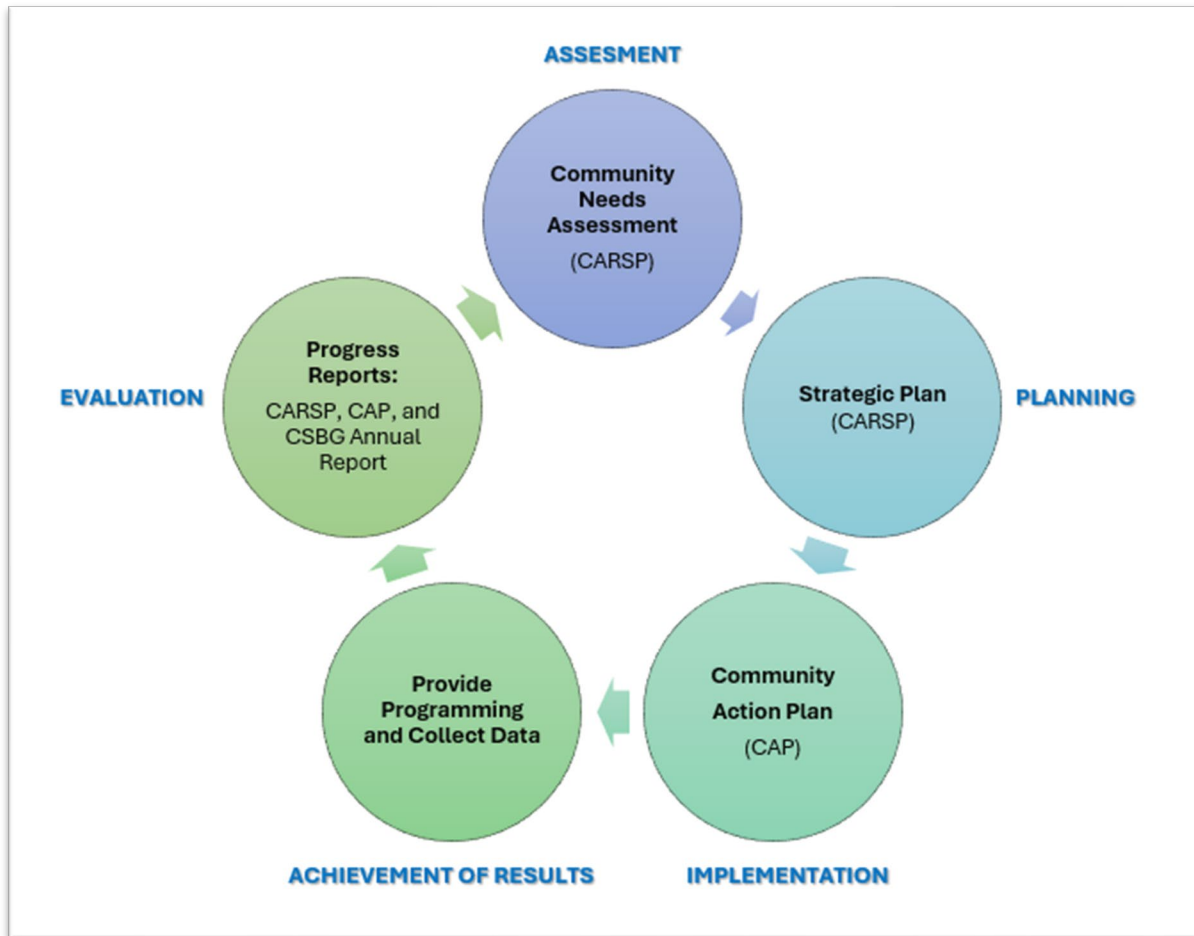 ASSESMENT
Community
Needs
Assessment
(CARSP)
Strategic Plan
(CARSP)
PLANNING
Community
Action Plan
(CAP)
IMPLEMENTATION
Provide
Programming
and Collect Data
ACHIEVEMENT OF RESULTS
Progress
Reports:
CARSP, CAP, and
CSBG Annual
Report
EVALUATION